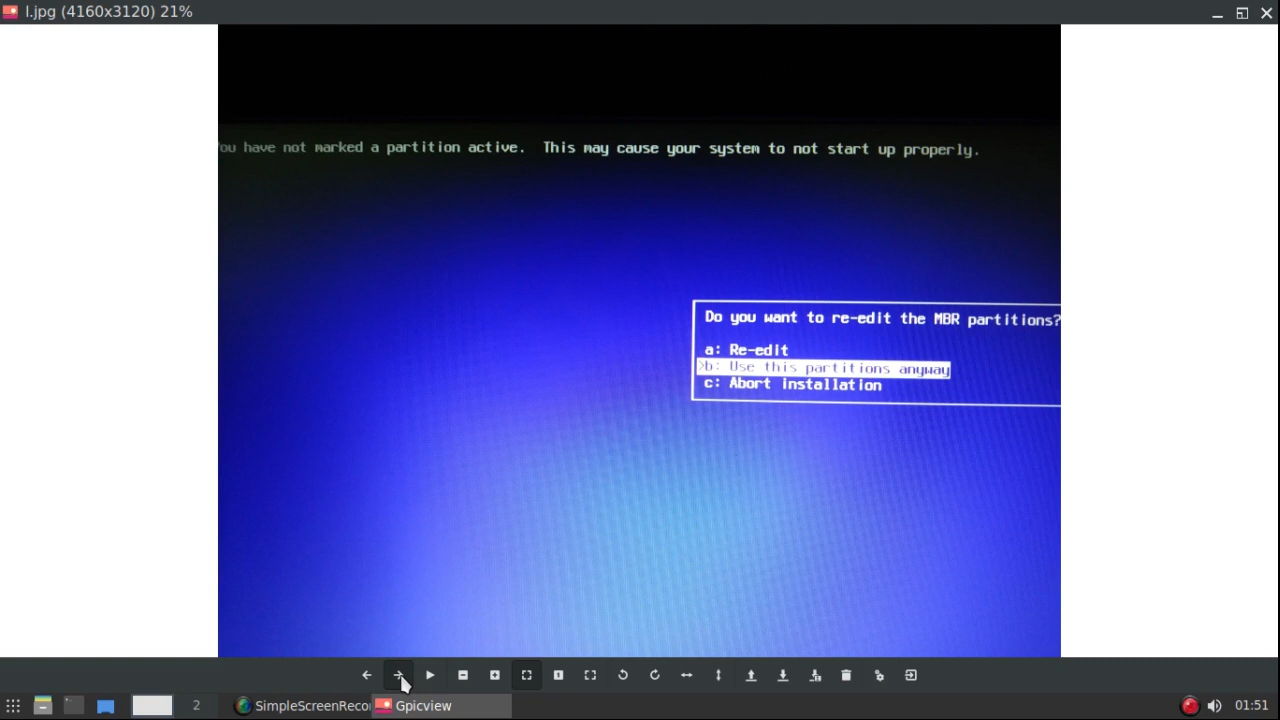 l.jpg (4160x3120) 21%
ou have not marked a partition active. This may cause your system to not start up properly.
Do you want to re-edit the MBR partitions?
a: Re-edit
>b: Use this partitions anyway
c: Abort installation
2
SimpleScreenReco
Gpicview
01:51